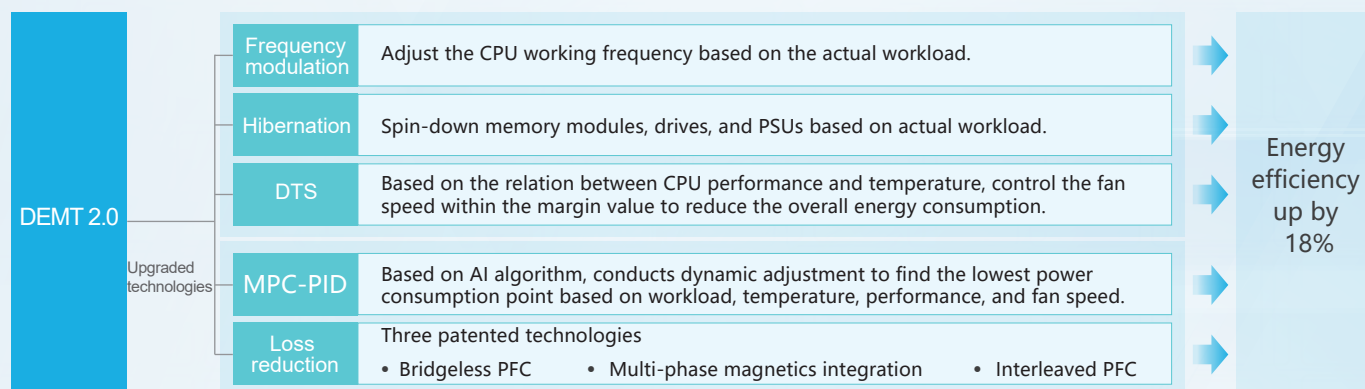 DEMT 2.0
Upgraded
technologies
Frequency
modulation
Adjust the CPU working frequency based on the actual workload.
Hibernation
Spin-down memory modules, drives, and PSUs based on actual workload.
DTS
Based on the relation between CPU performance and temperature, control the fan
speed within the margin value to reduce the overall energy consumption.
MPC-PID
Based on AI algorithm, conducts dynamic adjustment to find the lowest power
consumption point based on workload, temperature, performance, and fan speed.
Loss
reduction
Three patented technologies
• Bridgeless PFC • Multi-phase magnetics integration • Interleaved PFC
Energy
efficiency
up by
18%